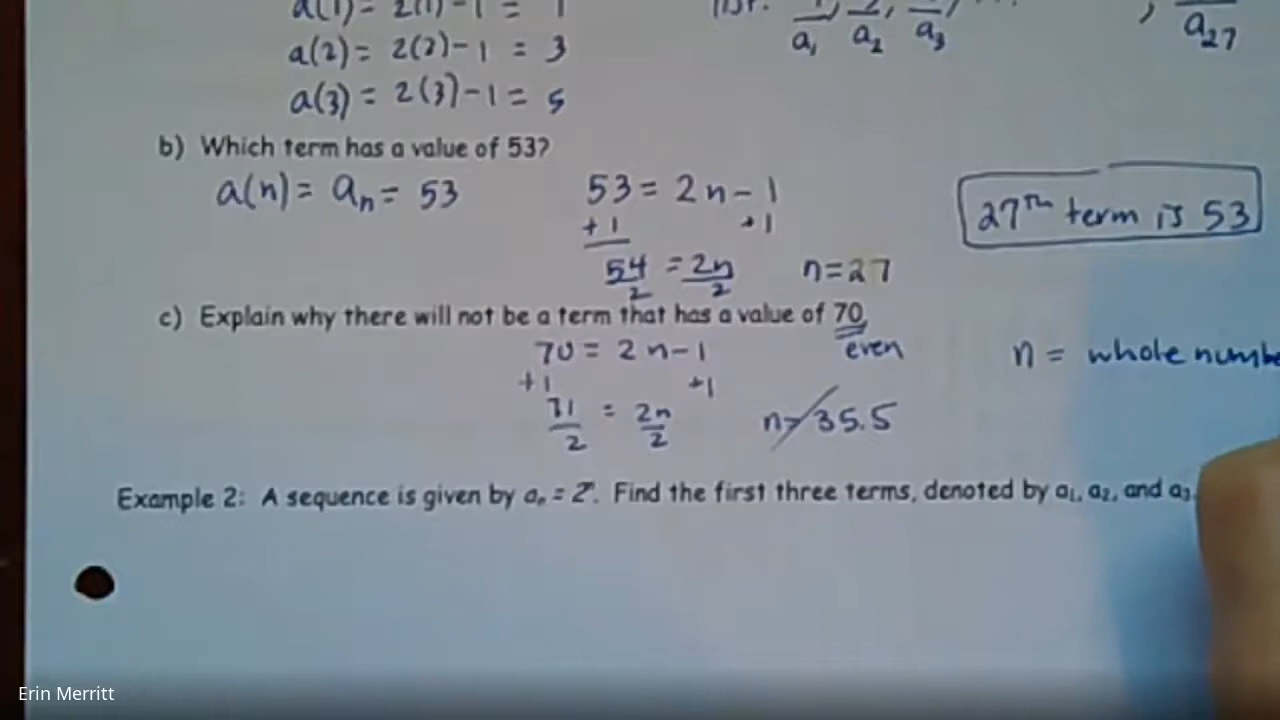 a(1) = 2(1) - 1 = 1
list:
a₁, a₂, a₃, ... , a₂₇
a(2) = 2(2) - 1 = 3
a(3) = 2(3) - 1 = 5
b) Which term has a value of 53?
a(n) = aₙ = 53
53 = 2n - 1
+1 +1
54/2 = 2n/2
n = 27
27ᵀᴴ term is 53
c) Explain why there will not be a term that has a value of 70.
even
70 = 2n - 1
+1 +1
71/2 = 2n/2
n = 35.5
n = whole numbe
Example 2: A sequence is given by aₙ = 2ⁿ. Find the first three terms, denoted by a₁, a₂, and a₃.
Erin Merritt